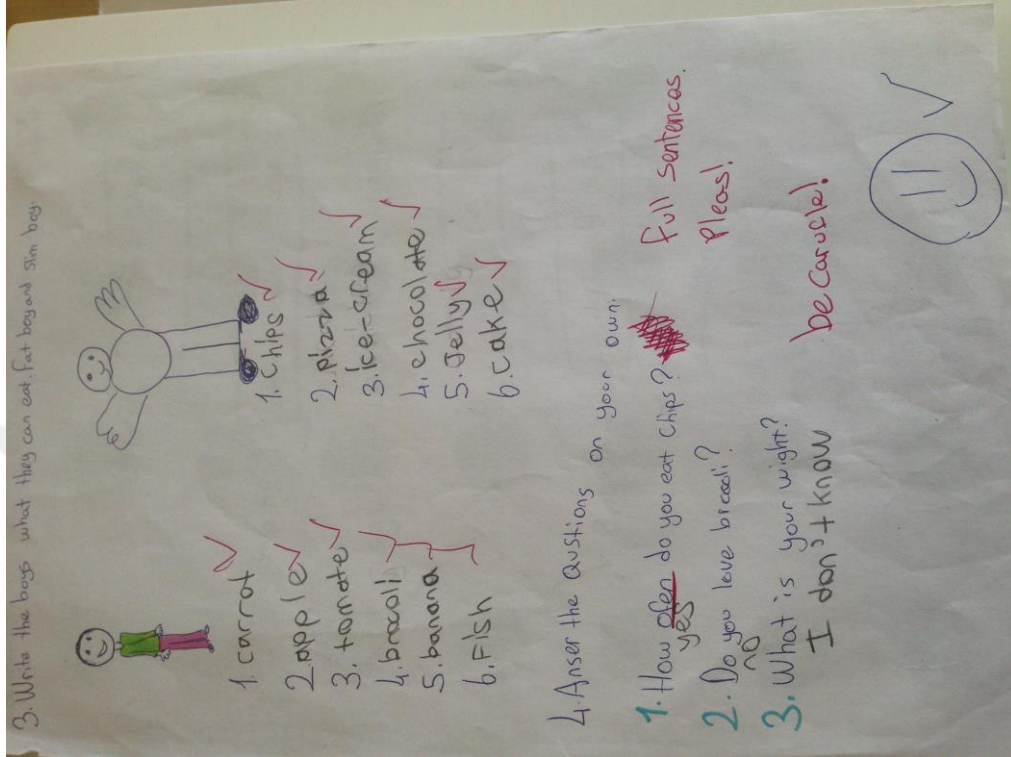 3. Write the boys what they can eat. Fat boy and slim boy.
1. carrot
2. apple
3. tomate
4. brocoli
5. banana
6. Fish
1. Chips
2. pizza
3. ice-cream
4. chocolate
5. Jelly
6. cake
4. Anser the Qustions on your own.
1. How ofen do you eat chips?
yes
Full sentences.
Pleas!
2. Do you love brocoli?
no
3. What is your wight?
I don't know
be carufle!